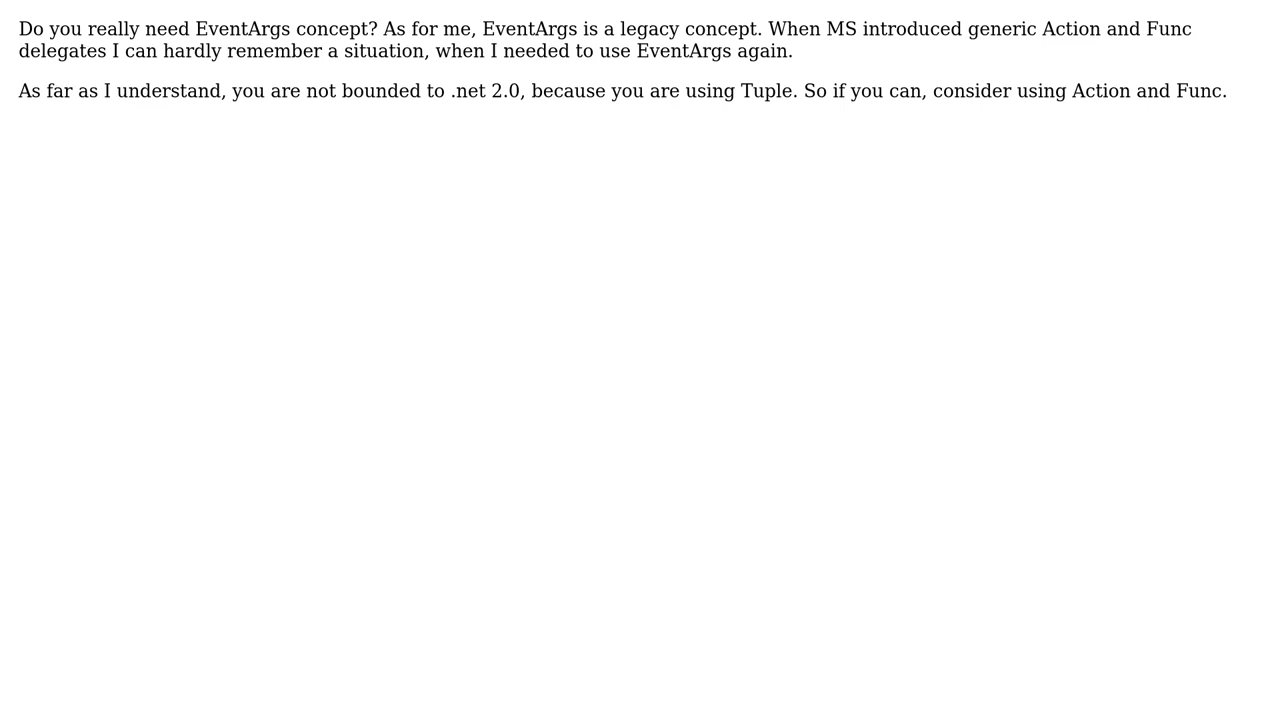 Do you really need EventArgs concept? As for me, EventArgs is a legacy concept. When MS introduced generic Action and Func
delegates I can hardly remember a situation, when I needed to use EventArgs again.
As far as I understand, you are not bounded to .net 2.0, because you are using Tuple. So if you can, consider using Action and Func.